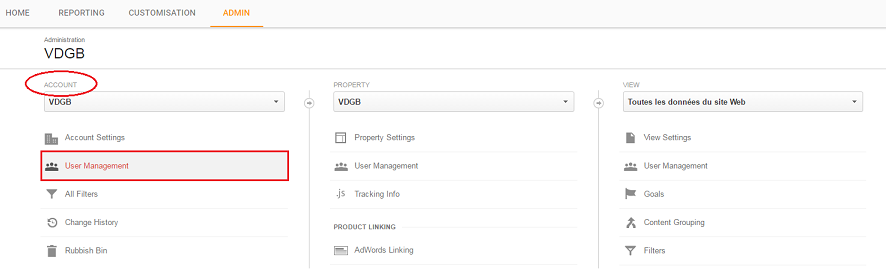 HOME REPORTING CUSTOMISATION ADMIN
Administration
VDGB
ACCOUNT
VDGB
Account Settings
User Management
All Filters
Change History
Rubbish Bin
PROPERTY
VDGB
Property Settings
User Management
.js Tracking Info
PRODUCT LINKING
AdWords Linking
VIEW
Toutes les données du site Web
View Settings
User Management
Goals
Content Grouping
Filters